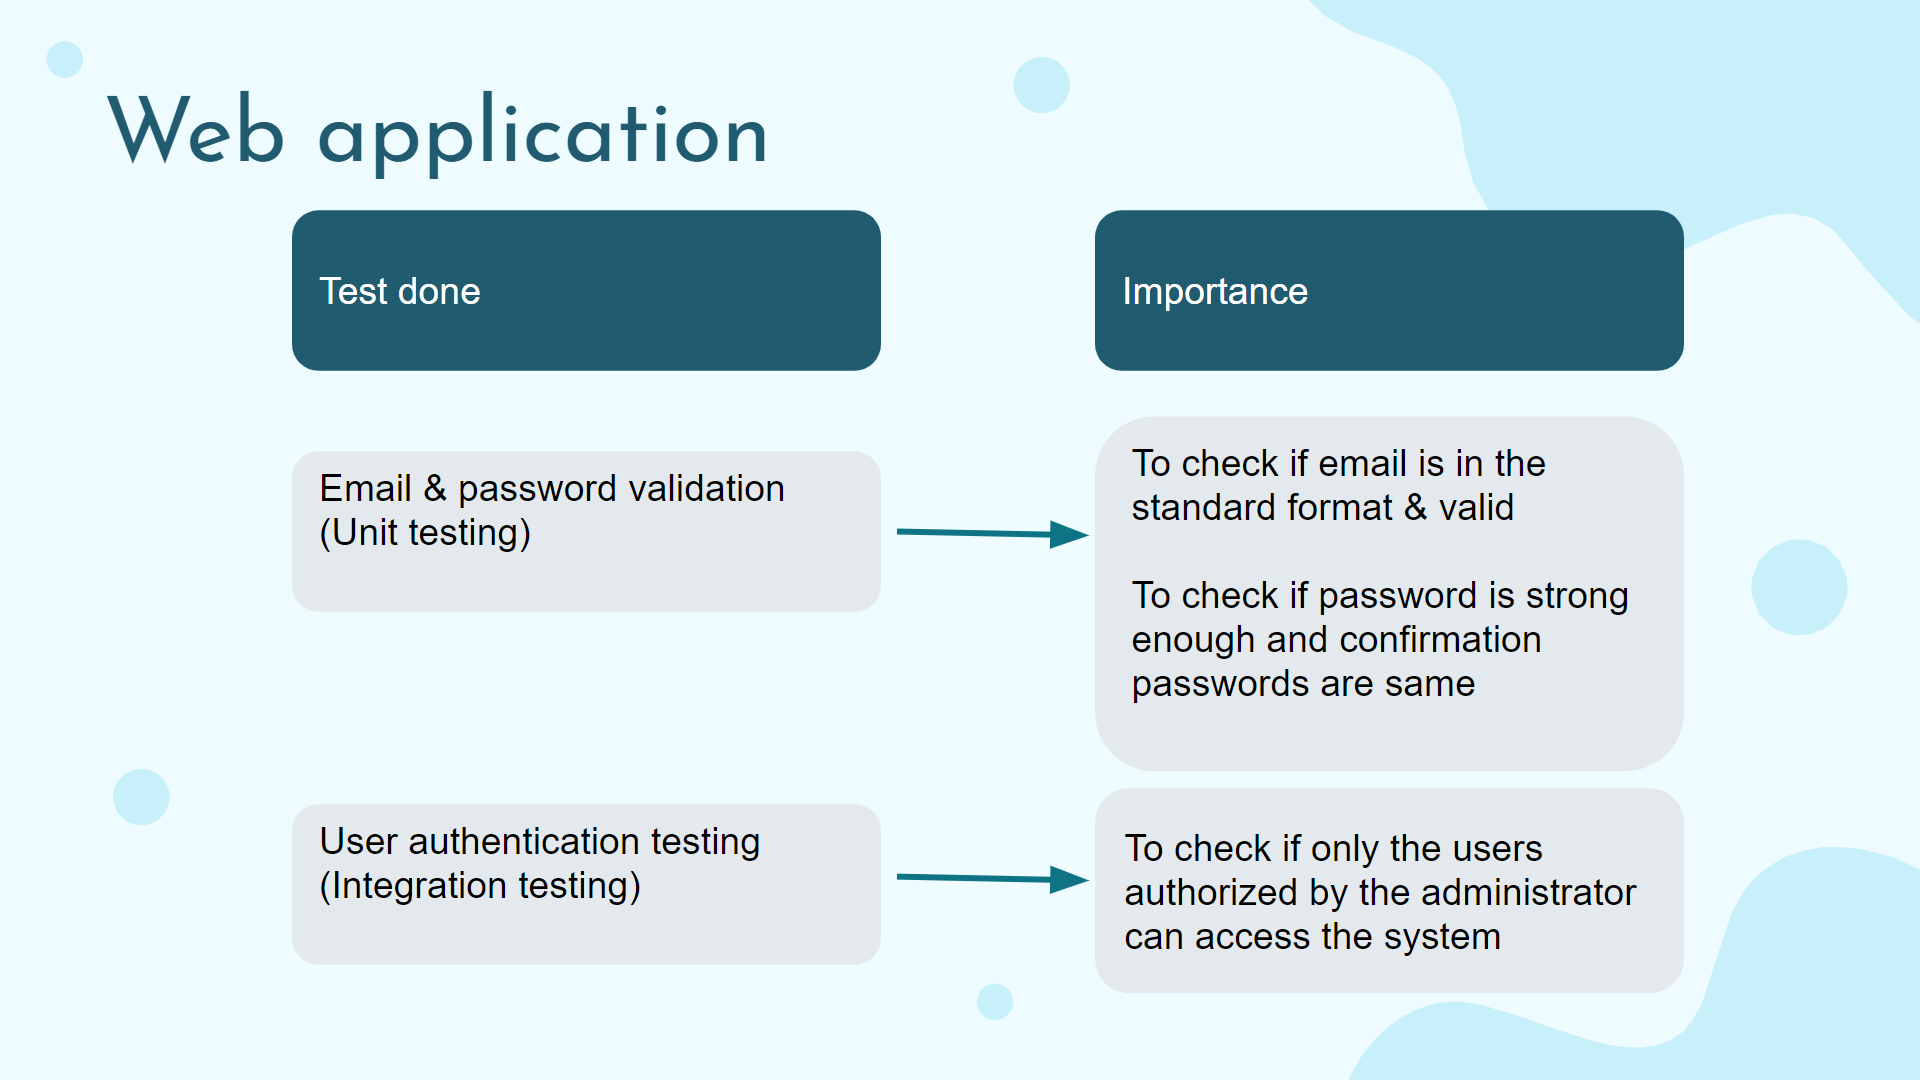 Web application
Test done
Importance
Email & password validation
(Unit testing)
To check if email is in the
standard format & valid
To check if password is strong
enough and confirmation
passwords are same
User authentication testing
(Integration testing)
To check if only the users
authorized by the administrator
can access the system